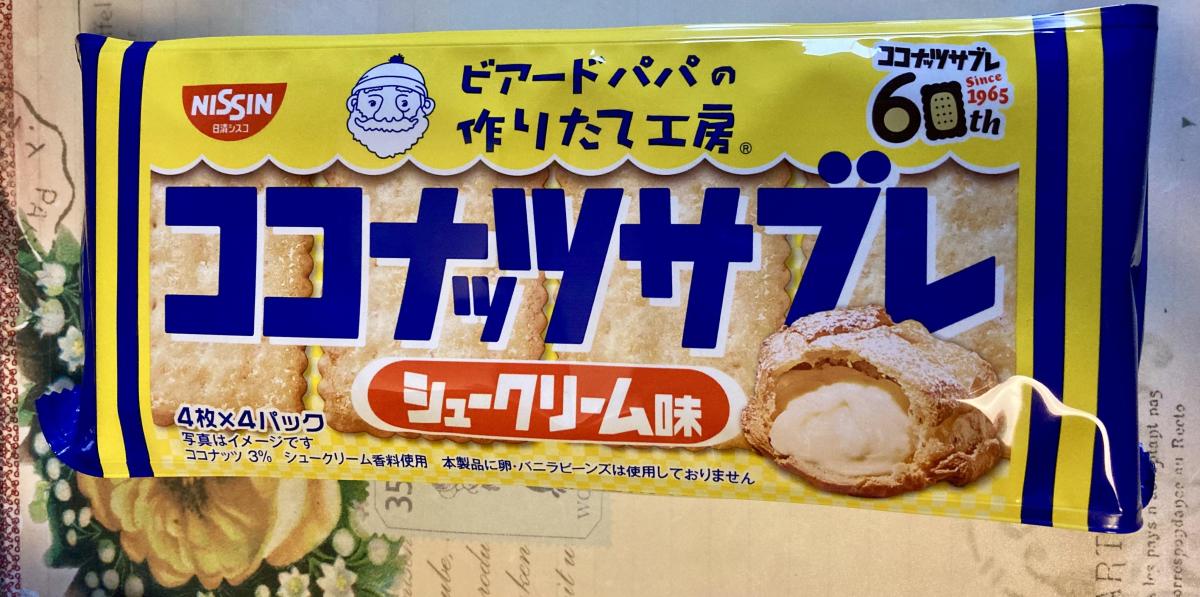 NISSIN
日清シスコ
ビアードパパの
作りたて工房®
ココナッツサブレ
60th
Since
1965
ココナッツサブレ
シュークリーム味
4枚×4パック
写真はイメージです
ココナッツ 3% シュークリーム香料使用 本製品に卵・バニラビーンズは使用しておりません
PA
35
ART